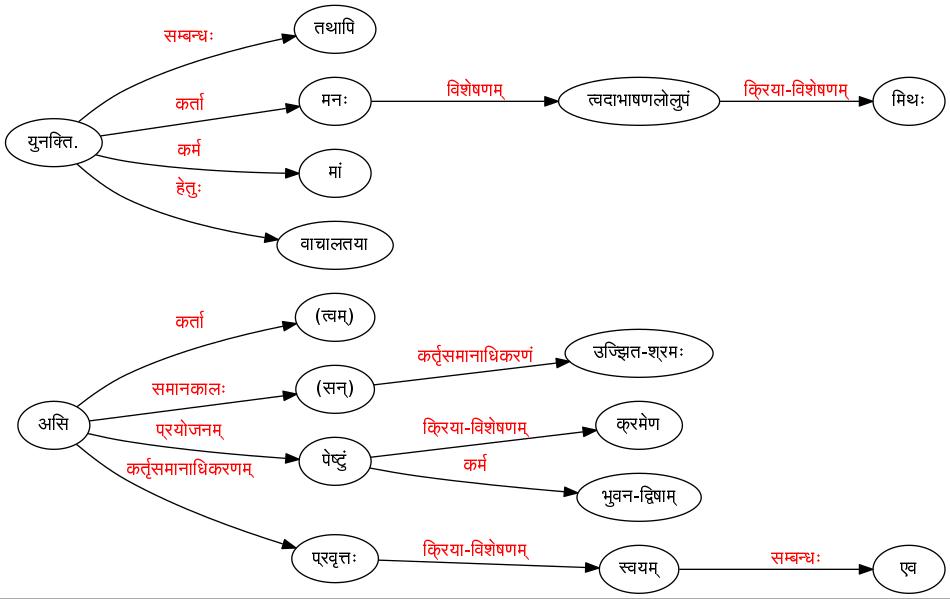 सम्बन्धः
तथापि
कर्ता
मनः
विशेषणम्
त्वदाभाषणलोलुपं
क्रिया-विशेषणम्
मिथः
युनक्ति.
कर्म
मां
हेतुः
वाचालतया
कर्ता
(त्वम्)
समानकालः
(सन्)
कर्तृसमानाधिकरणं
उज्झित-श्रमः
असि
प्रयोजनम्
पेष्टुं
क्रिया-विशेषणम्
क्रमेण
कर्म
भुवन-द्विषाम्
कर्तृसमानाधिकरणम्
प्रवृत्तः
क्रिया-विशेषणम्
स्वयम्
सम्बन्धः
एव